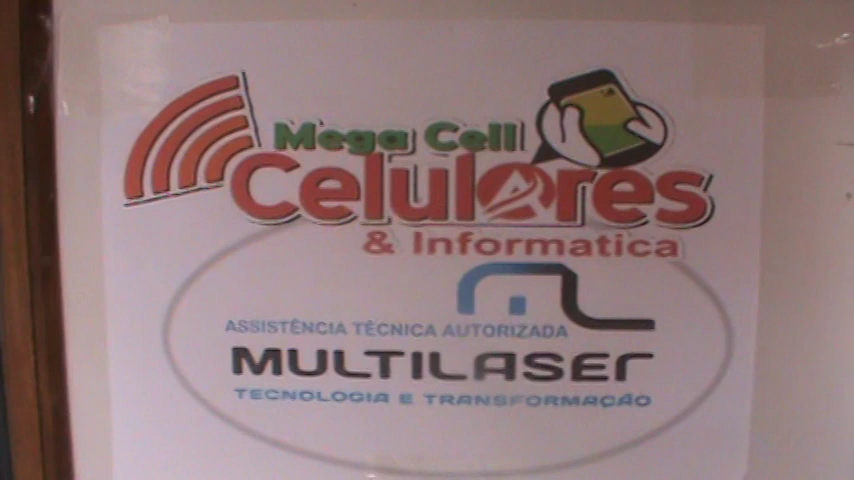 Mega Cell
Celulares
& Informatica
ASSISTÊNCIA TÉCNICA AUTORIZADA
MULTILASER
TECNOLOGIA E TRANSFORMAÇÃO